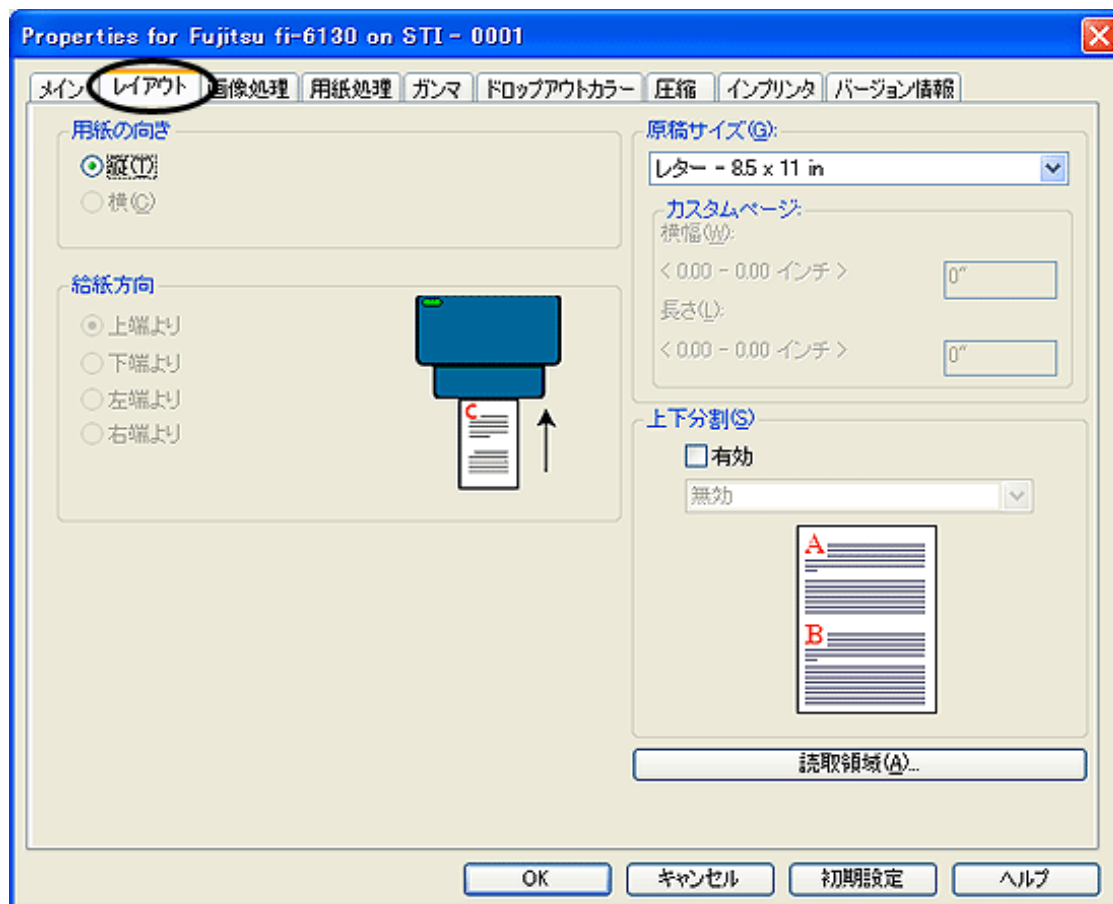 Properties for Fujitsu fi-6130 on STI - 0001
メイン レイアウト 画像処理 用紙処理 ガンマ ドロップアウトカラー 圧縮 インプリンタ バージョン情報
用紙の向き
縦(T)
横(C)
給紙方向
上端より
下端より
左端より
右端より
C
原稿サイズ(G):
レター - 8.5 x 11 in
カスタムページ:
横幅(W):
< 0.00 - 0.00 インチ > 0"
長さ(L):
< 0.00 - 0.00 インチ > 0"
上下分割(S)
有効
無効
A
B
読取領域(A)...
OK キャンセル 初期設定 ヘルプ